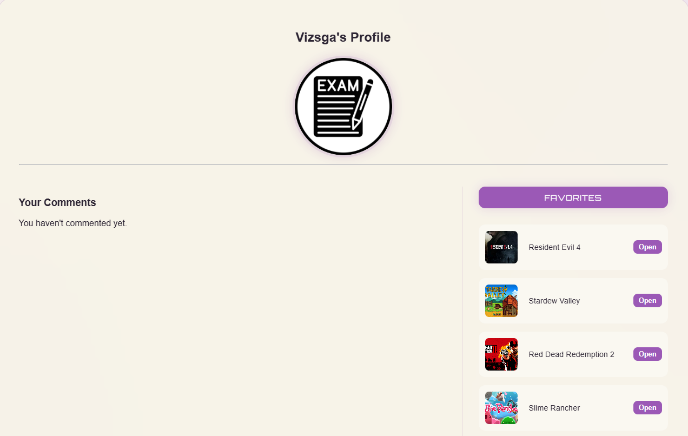 Vizsga's Profile
EXAM
Your Comments
You haven't commented yet.
FAVORITES
Resident Evil 4
Open
Stardew Valley
Open
Red Dead Redemption 2
Open
Slime Rancher
Open